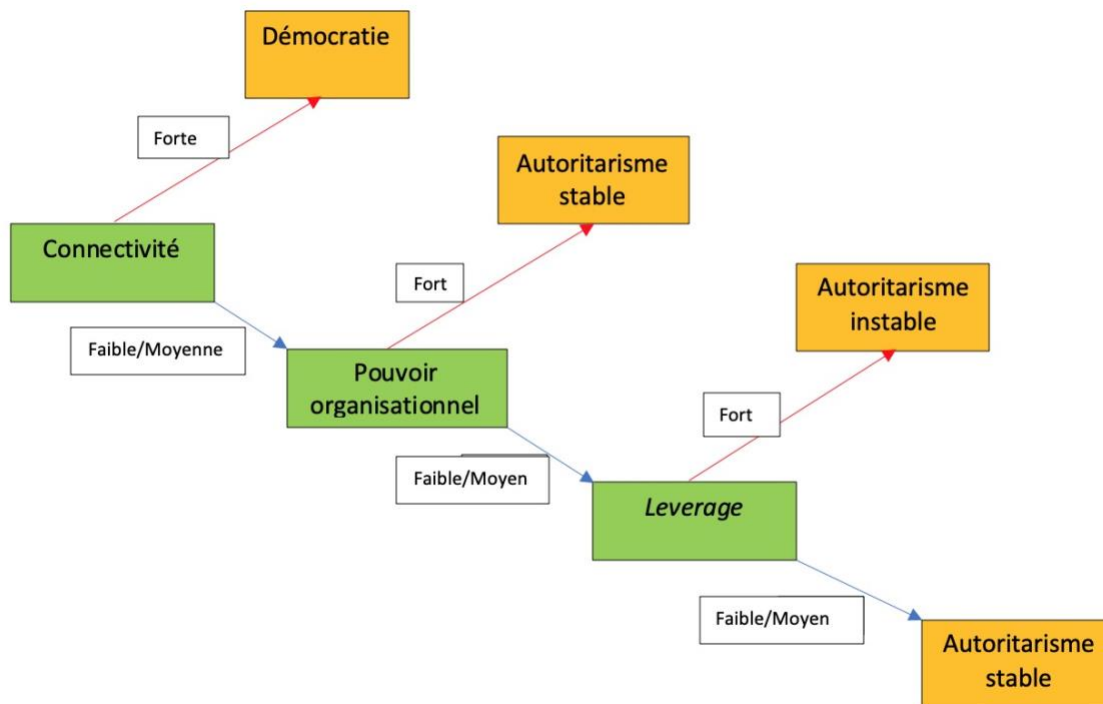 Démocratie
Forte
Autoritarisme
stable
Connectivité
Fort
Autoritarisme
instable
Faible/Moyenne
Pouvoir
organisationnel
Fort
Faible/Moyen
Leverage
Faible/Moyen
Autoritarisme
stable